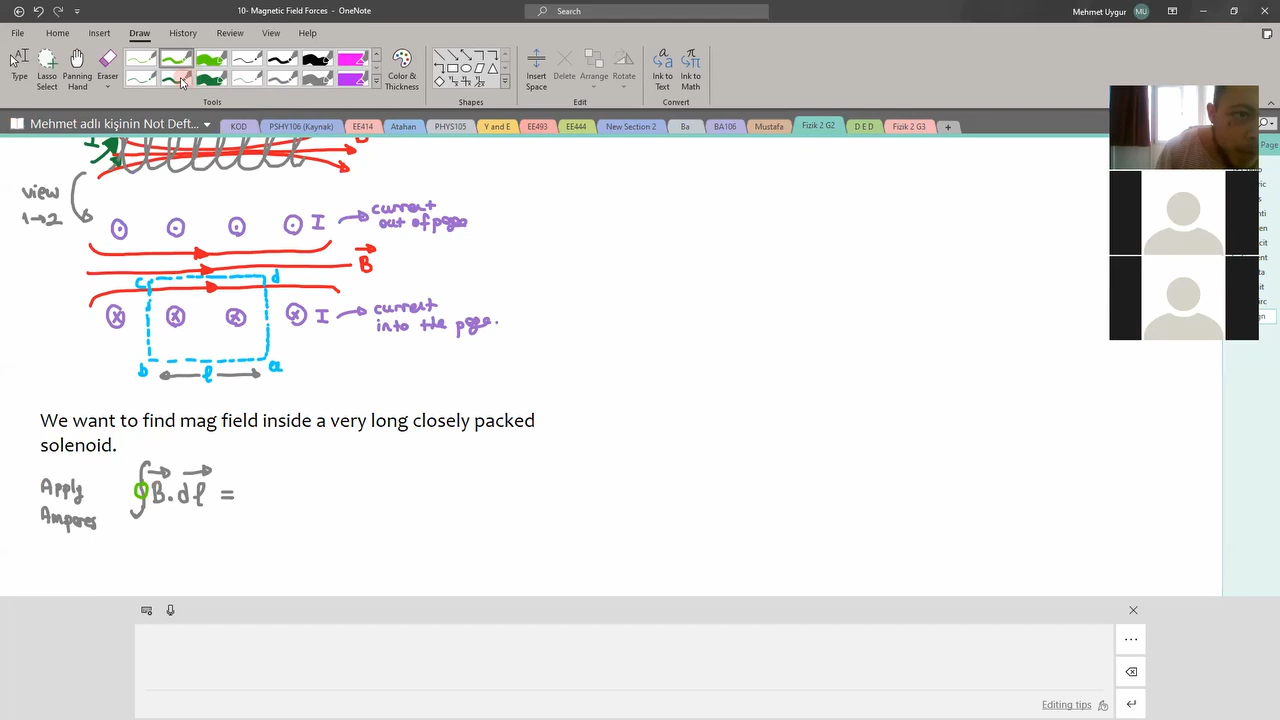 10- Magnetic Field Forces - OneNote
Search
Mehmet Uygur
MU
File Home Insert Draw History Review View Help
Type
Lasso Select
Panning Hand
Eraser
Color & Thickness
Insert Space
Delete
Arrange
Rotate
Ink to Text
Ink to Math
Tools
Shapes
Edit
Convert
Mehmet adlı kişinin Not Deft...
KOD
PSHY106 (Kaynak)
EE414
Atahan
PHYS105
Y and E
EE493
EE444
New Section 2
Ba
BA106
Mustafa
Fizik 2 G2
D E D
Fizik 2 G3
+
Page
I
view
1→2
I → current
out of page
B
c d
I → current
into the page.
b l a
We want to find mag field inside a very long closely packed
solenoid.
Apply
Amperes
∮B.dl =
Editing tips